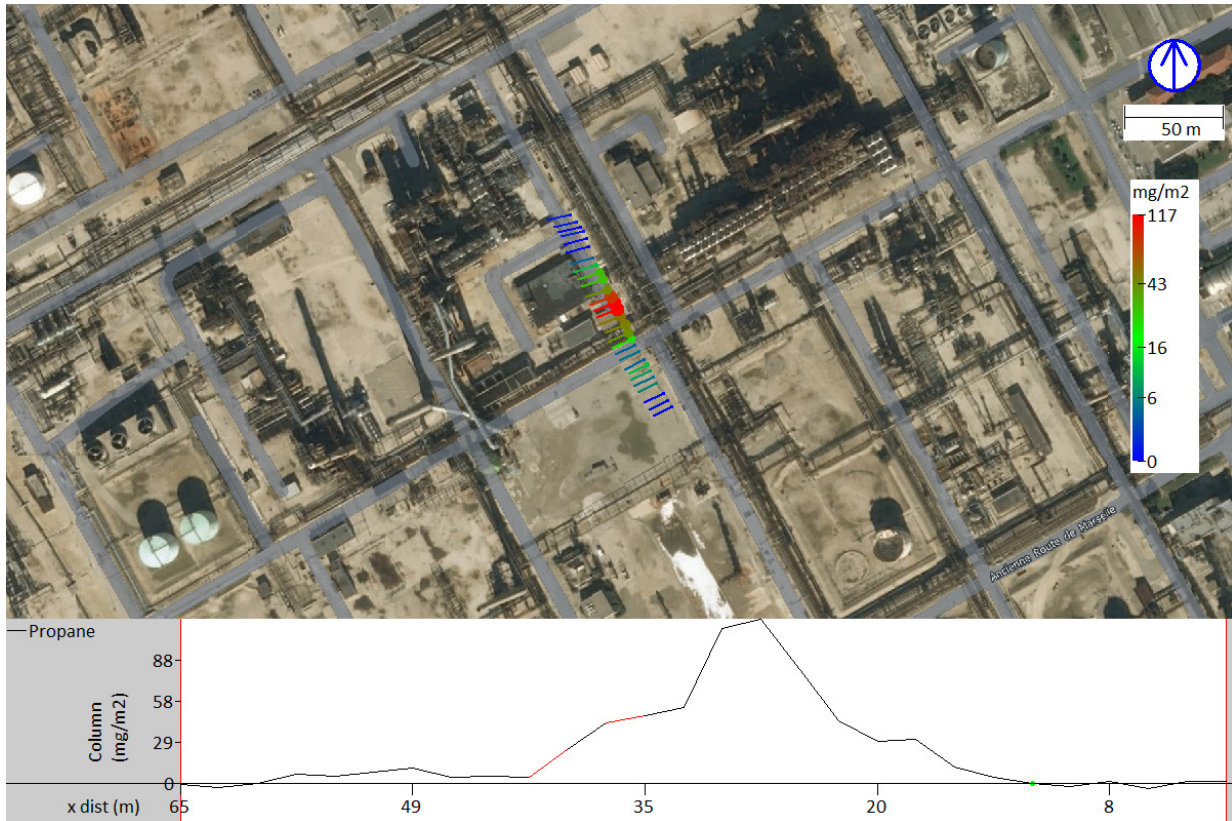 50 m
mg/m2
117
43
16
6
0
Ancienne Route de Marseille
Propane
88
58
29
0
Column
(mg/m2)
x dist (m)
65
49
35
20
8